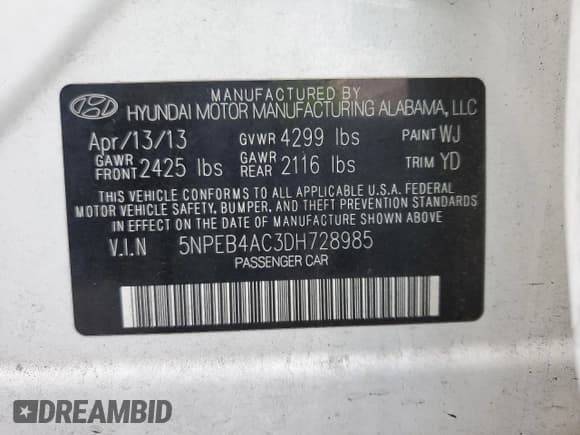 MANUFACTURED BY
HYUNDAI MOTOR MANUFACTURING ALABAMA, LLC
Apr/13/13 GVWR 4299 lbs PAINT WJ
GAWR FRONT 2425 lbs GAWR REAR 2116 lbs TRIM YD
THIS VEHICLE CONFORMS TO ALL APPLICABLE U.S.A. FEDERAL
MOTOR VEHICLE SAFETY, BUMPER, AND THEFT PREVENTION STANDARDS
IN EFFECT ON THE DATE OF MANUFACTURE SHOWN ABOVE.
V.I.N 5NPEB4AC3DH728985
PASSENGER CAR
DREAMBID